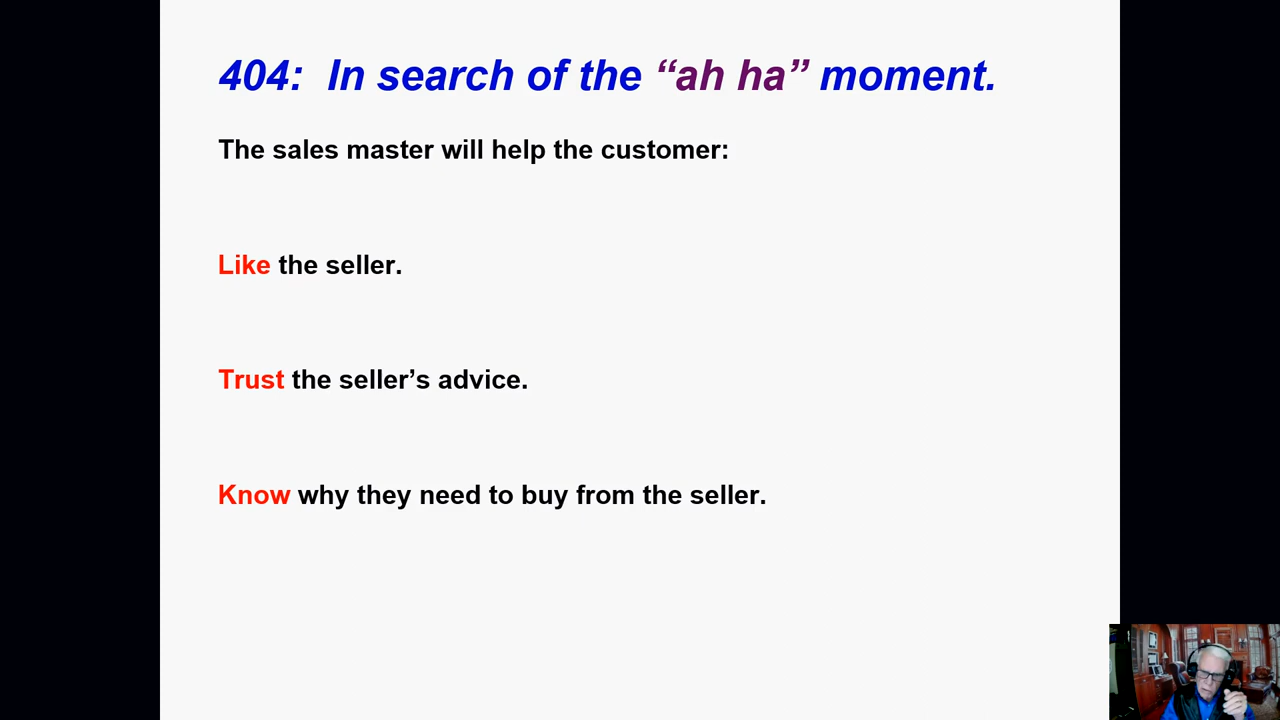 404:  In search of the “ah ha” moment.
The sales master will help the customer:
Like the seller.
Trust the seller’s advice.
Know why they need to buy from the seller.